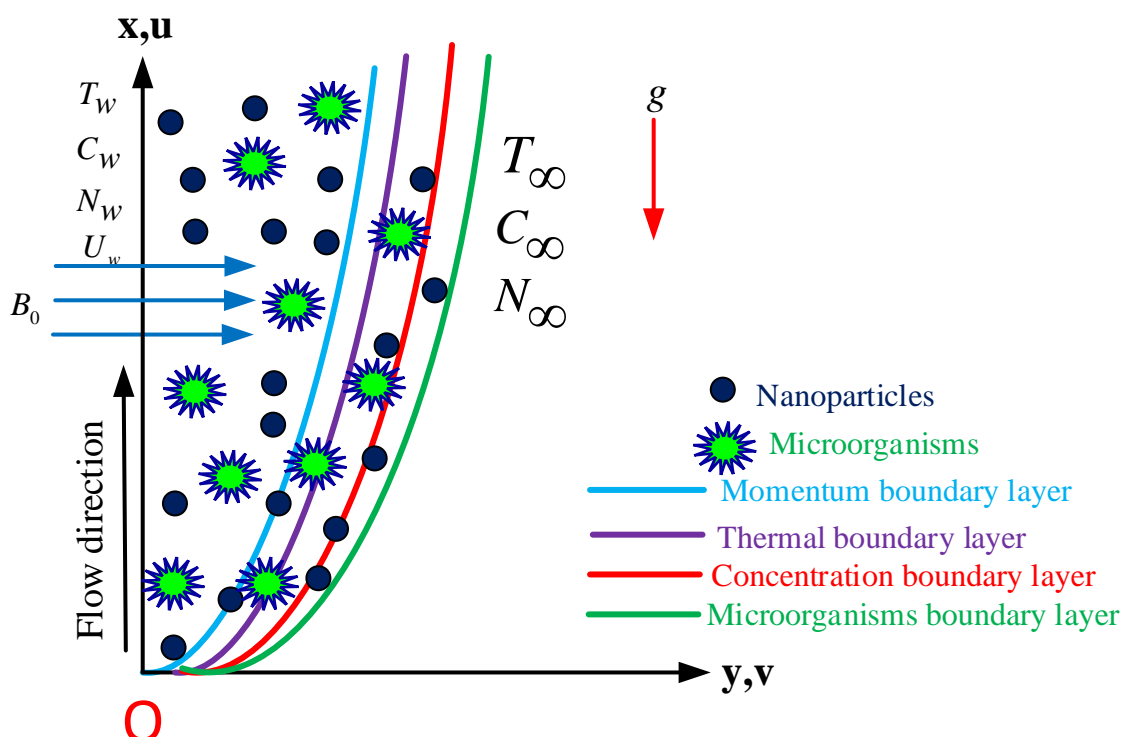 x,u
T_w
C_w
N_w
U_w
B_0
Flow direction
O
y,v
T_∞
C_∞
N_∞
g
Nanoparticles
Microorganisms
Momentum boundary layer
Thermal boundary layer
Concentration boundary layer
Microorganisms boundary layer